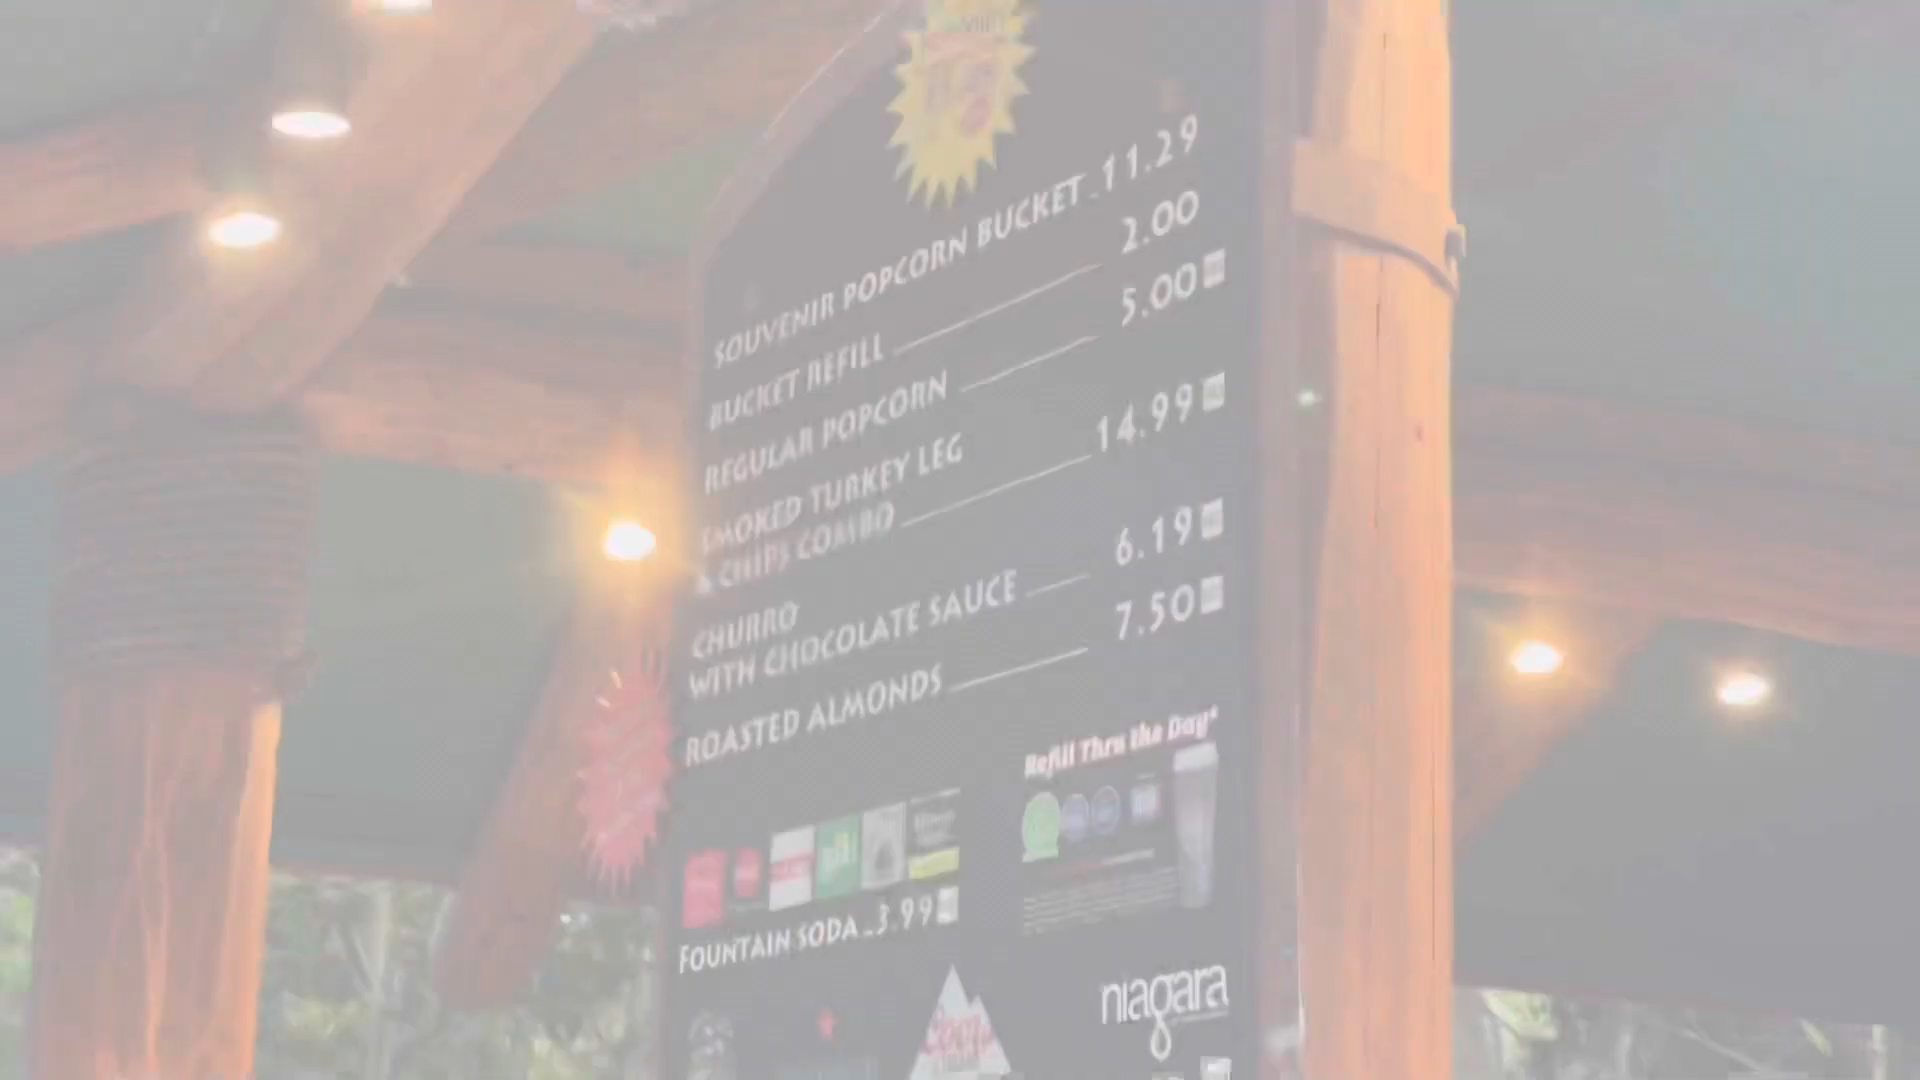 SOUVENIR POPCORN BUCKET 11.29
BUCKET REFILL 2.00
REGULAR POPCORN 5.00
SMOKED TURKEY LEG
& CHIPS COMBO 14.99
CHURRO
WITH CHOCOLATE SAUCE 6.19
ROASTED ALMONDS 7.50
Refill Thru the Day*
FOUNTAIN SODA 3.99
niagara